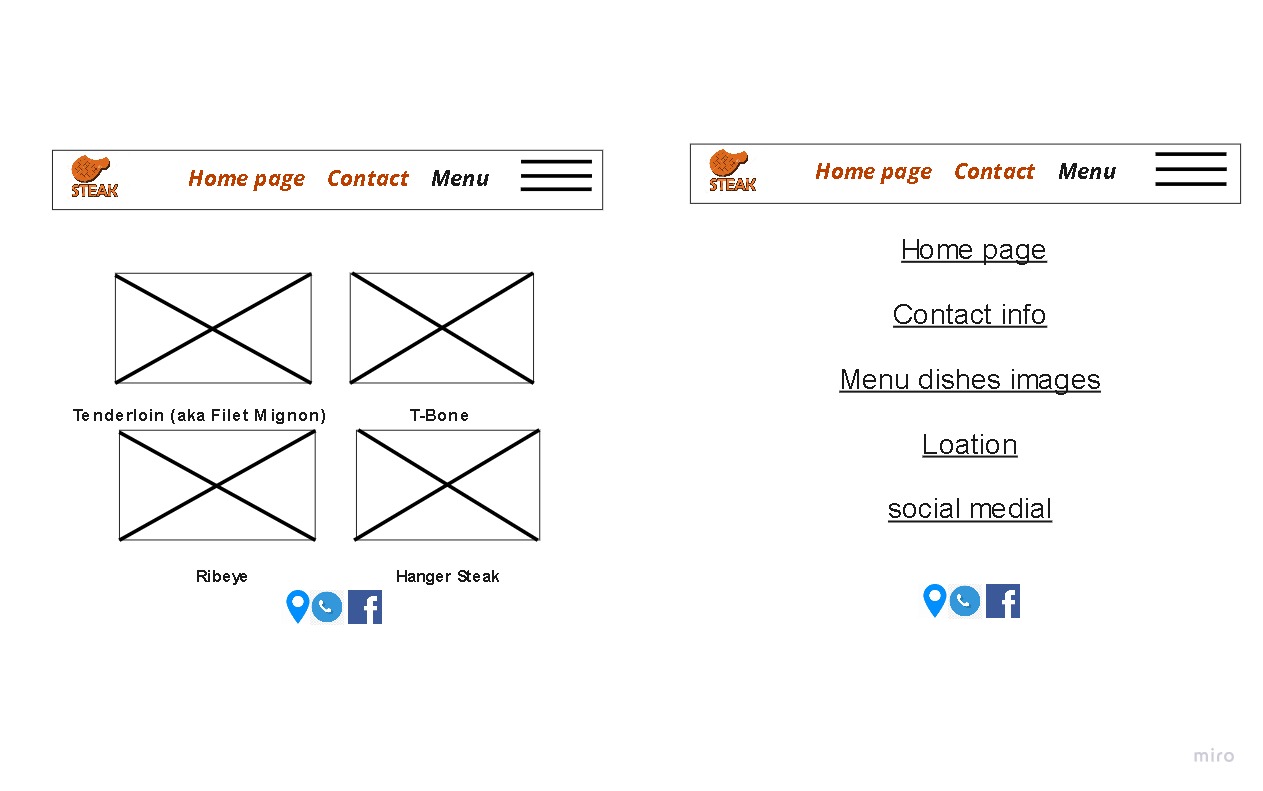 STEAK
Home page Contact Menu
Tenderloin (aka Filet Mignon) T-Bone
Ribeye Hanger Steak
f
STEAK
Home page Contact Menu
Home page
Contact info
Menu dishes images
Loation
social medial
f
miro